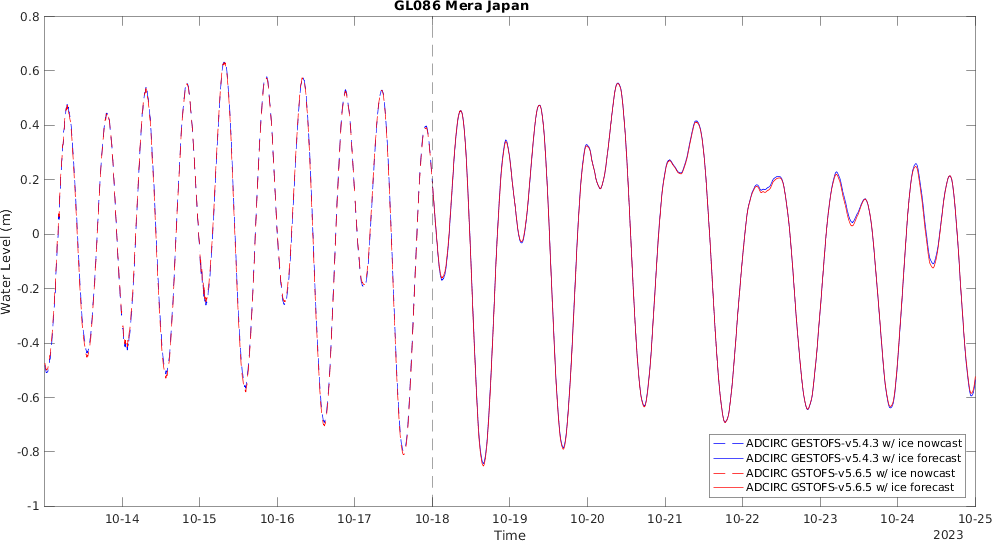 GL086 Mera Japan
0.8
0.6
0.4
0.2
0
-0.2
-0.4
-0.6
-0.8
-1
Water Level (m)
10-14 10-15 10-16 10-17 10-18 10-19 10-20 10-21 10-22 10-23 10-24 10-25
Time
2023
ADCIRC GESTOFS-v5.4.3 w/ ice nowcast
ADCIRC GESTOFS-v5.4.3 w/ ice forecast
ADCIRC GSTOFS-v5.6.5 w/ ice nowcast
ADCIRC GSTOFS-v5.6.5 w/ ice forecast